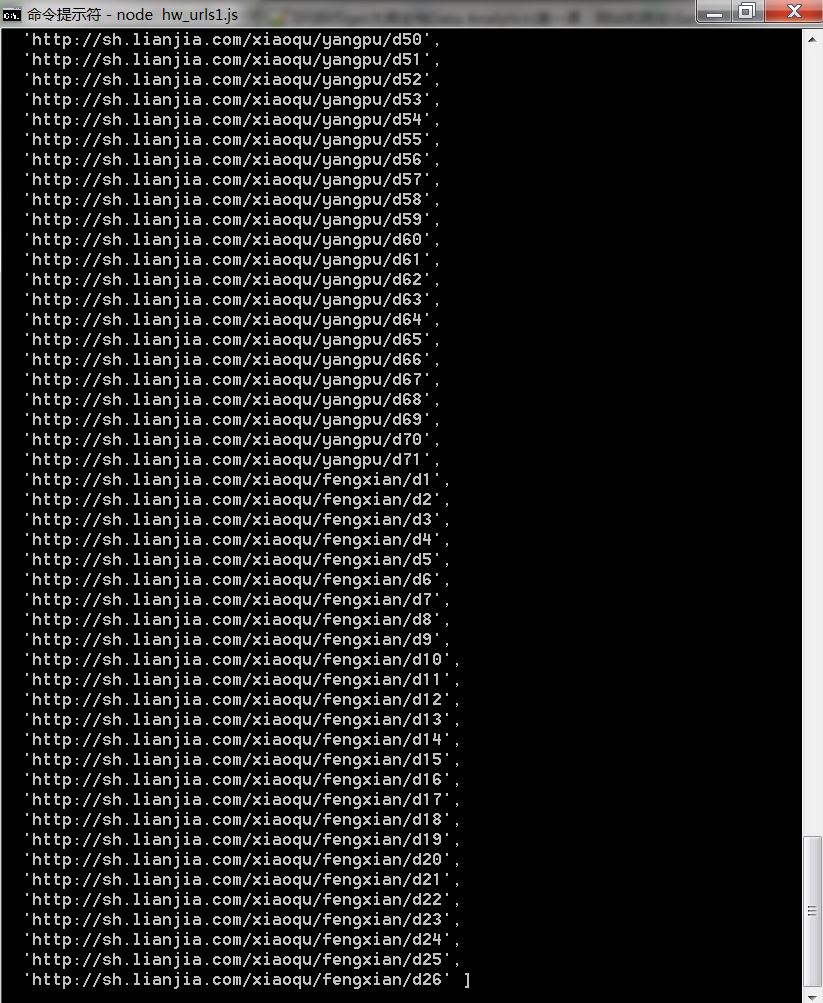 命令提示符 - node  hw_urls1.js
'http://sh.lianjia.com/xiaoqu/yangpu/d50',
'http://sh.lianjia.com/xiaoqu/yangpu/d51',
'http://sh.lianjia.com/xiaoqu/yangpu/d52',
'http://sh.lianjia.com/xiaoqu/yangpu/d53',
'http://sh.lianjia.com/xiaoqu/yangpu/d54',
'http://sh.lianjia.com/xiaoqu/yangpu/d55',
'http://sh.lianjia.com/xiaoqu/yangpu/d56',
'http://sh.lianjia.com/xiaoqu/yangpu/d57',
'http://sh.lianjia.com/xiaoqu/yangpu/d58',
'http://sh.lianjia.com/xiaoqu/yangpu/d59',
'http://sh.lianjia.com/xiaoqu/yangpu/d60',
'http://sh.lianjia.com/xiaoqu/yangpu/d61',
'http://sh.lianjia.com/xiaoqu/yangpu/d62',
'http://sh.lianjia.com/xiaoqu/yangpu/d63',
'http://sh.lianjia.com/xiaoqu/yangpu/d64',
'http://sh.lianjia.com/xiaoqu/yangpu/d65',
'http://sh.lianjia.com/xiaoqu/yangpu/d66',
'http://sh.lianjia.com/xiaoqu/yangpu/d67',
'http://sh.lianjia.com/xiaoqu/yangpu/d68',
'http://sh.lianjia.com/xiaoqu/yangpu/d69',
'http://sh.lianjia.com/xiaoqu/yangpu/d70',
'http://sh.lianjia.com/xiaoqu/yangpu/d71',
'http://sh.lianjia.com/xiaoqu/fengxian/d1',
'http://sh.lianjia.com/xiaoqu/fengxian/d2',
'http://sh.lianjia.com/xiaoqu/fengxian/d3',
'http://sh.lianjia.com/xiaoqu/fengxian/d4',
'http://sh.lianjia.com/xiaoqu/fengxian/d5',
'http://sh.lianjia.com/xiaoqu/fengxian/d6',
'http://sh.lianjia.com/xiaoqu/fengxian/d7',
'http://sh.lianjia.com/xiaoqu/fengxian/d8',
'http://sh.lianjia.com/xiaoqu/fengxian/d9',
'http://sh.lianjia.com/xiaoqu/fengxian/d10',
'http://sh.lianjia.com/xiaoqu/fengxian/d11',
'http://sh.lianjia.com/xiaoqu/fengxian/d12',
'http://sh.lianjia.com/xiaoqu/fengxian/d13',
'http://sh.lianjia.com/xiaoqu/fengxian/d14',
'http://sh.lianjia.com/xiaoqu/fengxian/d15',
'http://sh.lianjia.com/xiaoqu/fengxian/d16',
'http://sh.lianjia.com/xiaoqu/fengxian/d17',
'http://sh.lianjia.com/xiaoqu/fengxian/d18',
'http://sh.lianjia.com/xiaoqu/fengxian/d19',
'http://sh.lianjia.com/xiaoqu/fengxian/d20',
'http://sh.lianjia.com/xiaoqu/fengxian/d21',
'http://sh.lianjia.com/xiaoqu/fengxian/d22',
'http://sh.lianjia.com/xiaoqu/fengxian/d23',
'http://sh.lianjia.com/xiaoqu/fengxian/d24',
'http://sh.lianjia.com/xiaoqu/fengxian/d25',
'http://sh.lianjia.com/xiaoqu/fengxian/d26' ]